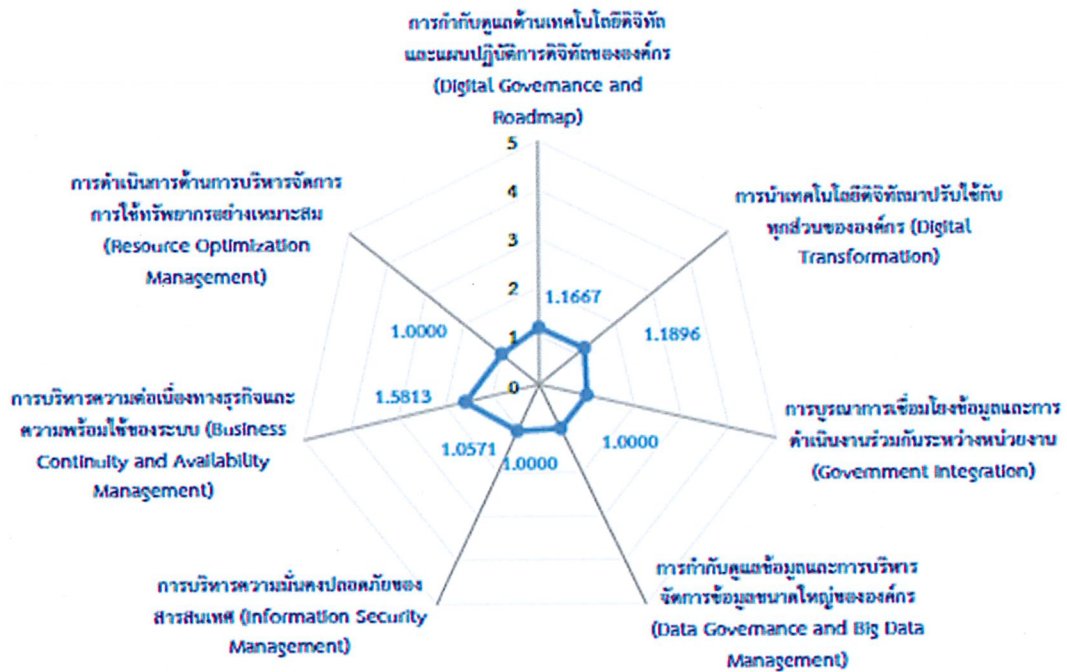 การกำกับดูแลด้านเทคโนโลยีดิจิทัล
และแผนปฏิบัติการดิจิทัลขององค์กร
(Digital Governance and
Roadmap)
5
4
3
2
1
0
การนำเทคโนโลยีดิจิทัลมาปรับใช้กับ
ทุกส่วนขององค์กร (Digital
Transformation)
การบูรณาการเชื่อมโยงข้อมูลและการ
ดำเนินงานร่วมกันระหว่างหน่วยงาน
(Government Integration)
การกำกับดูแลข้อมูลและการบริหาร
จัดการข้อมูลขนาดใหญ่ขององค์กร
(Data Governance and Big Data
Management)
การบริหารความมั่นคงปลอดภัยของ
สารสนเทศ (Information Security
Management)
การบริหารความต่อเนื่องทางธุรกิจและ
ความพร้อมใช้ของระบบ (Business
Continuity and Availability
Management)
การดำเนินการด้านการบริหารจัดการ
การใช้ทรัพยากรอย่างเหมาะสม
(Resource Optimization
Management)
1.1667
1.1896
1.0000
1.0000
1.0571
1.5813
1.0000